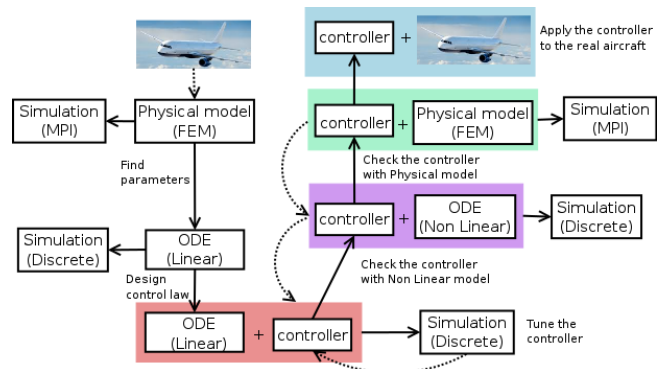 controller
+
Apply the controller
to the real aircraft
Simulation
(MPI)
Physical model
(FEM)
controller
+
Physical model
(FEM)
Simulation
(MPI)
Find
parameters
Check the controller
with Physical model
controller
+
ODE
(Non Linear)
Simulation
(Discrete)
Simulation
(Discrete)
ODE
(Linear)
Design
control law
Check the controller
with Non Linear model
ODE
(Linear)
+
controller
Simulation
(Discrete)
Tune the
controller